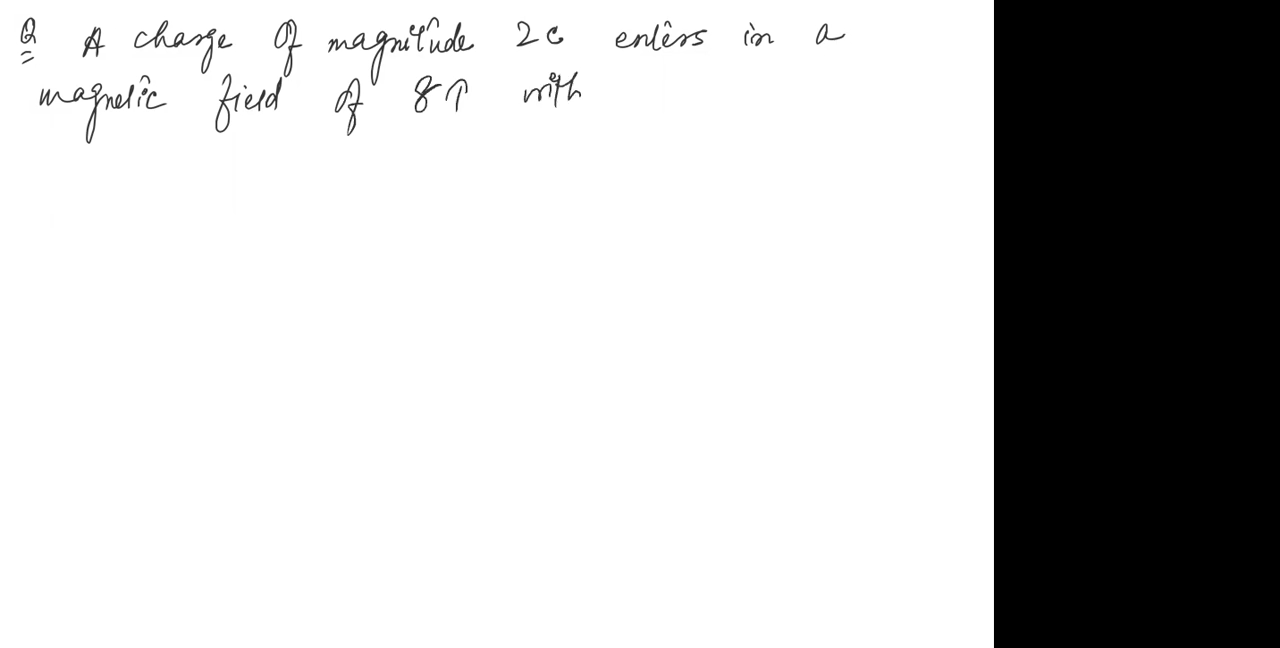 Q A charge of magnitude 2c enters in a
magnetic field of 8T with